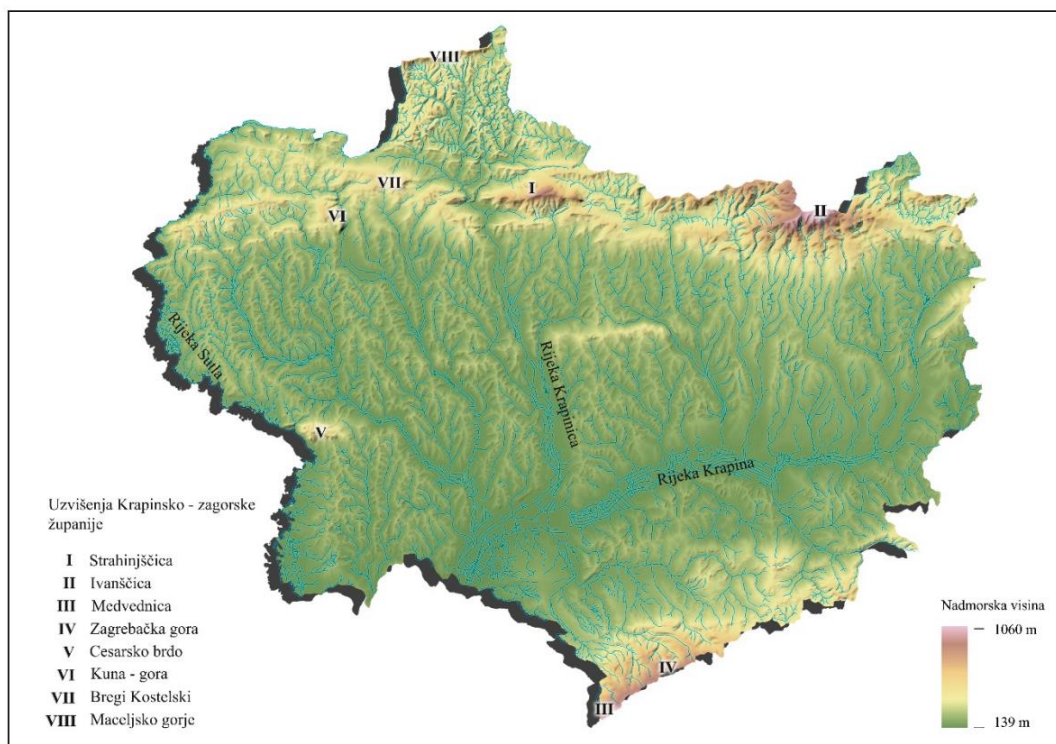 VIII
VII
I
VI
II
Rijeka Sutla
Rijeka Krapinica
V
Rijeka Krapina
IV
III
Uzvišenja Krapinsko - zagorske
županije
I Strahinjščica
II Ivanščica
III Medvednica
IV Zagrebačka gora
V Cesarsko brdo
VI Kuna - gora
VII Bregi Kostelski
VIII Maceljsko gorje
Nadmorska visina
1060 m
139 m